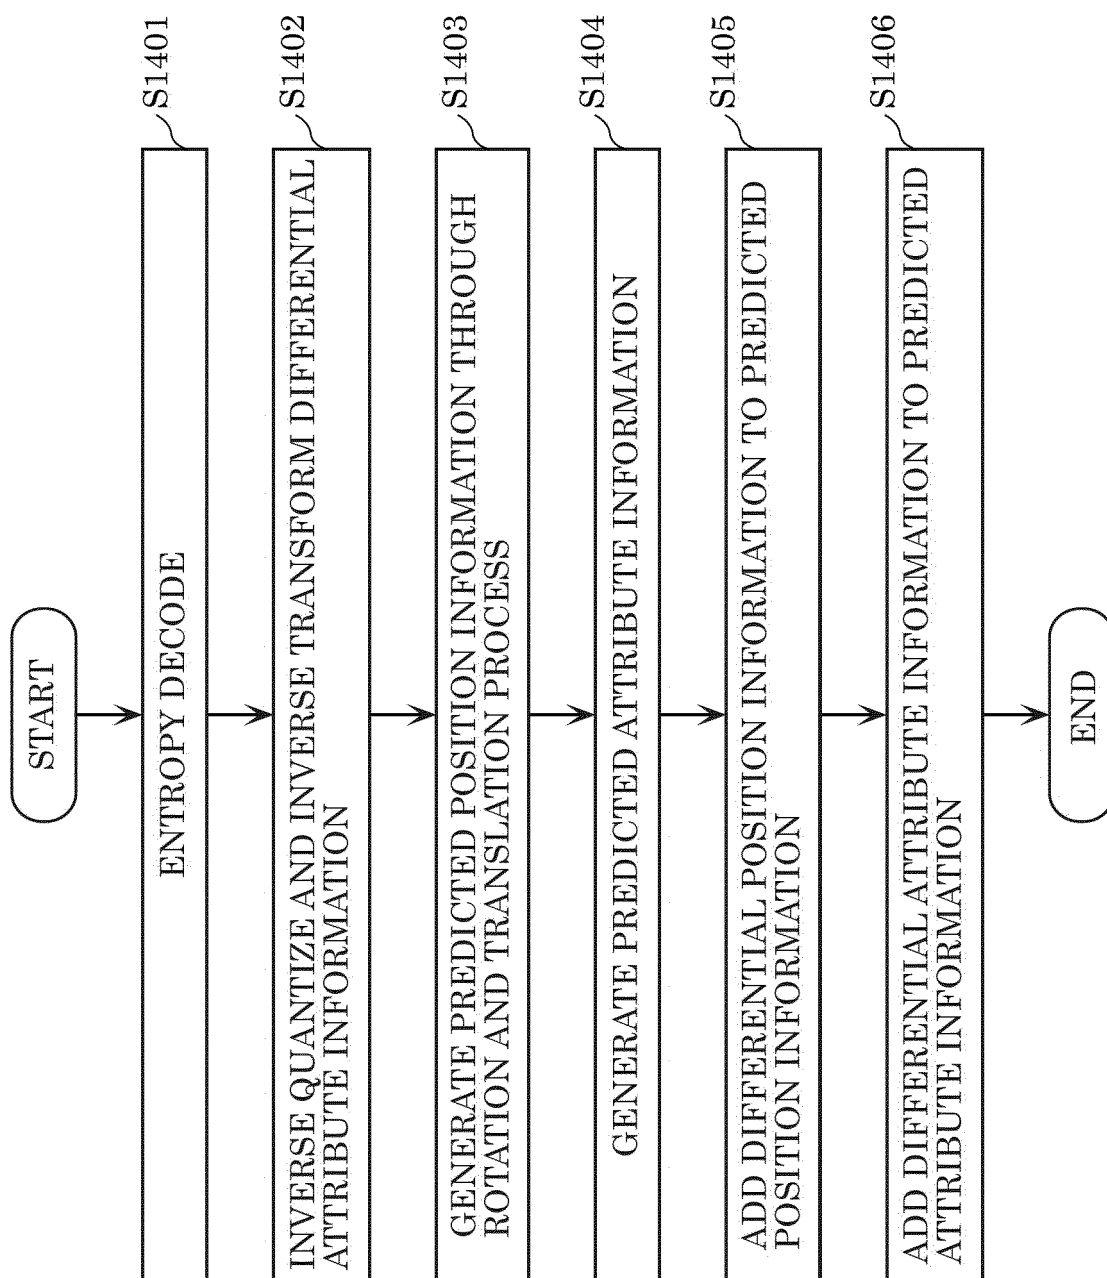 START
ENTROPY DECODE
S1401
INVERSE QUANTIZE AND INVERSE TRANSFORM DIFFERENTIAL
ATTRIBUTE INFORMATION
S1402
GENERATE PREDICTED POSITION INFORMATION THROUGH
ROTATION AND TRANSLATION PROCESS
S1403
GENERATE PREDICTED ATTRIBUTE INFORMATION
S1404
ADD DIFFERENTIAL POSITION INFORMATION TO PREDICTED
POSITION INFORMATION
S1405
ADD DIFFERENTIAL ATTRIBUTE INFORMATION TO PREDICTED
ATTRIBUTE INFORMATION
S1406
END